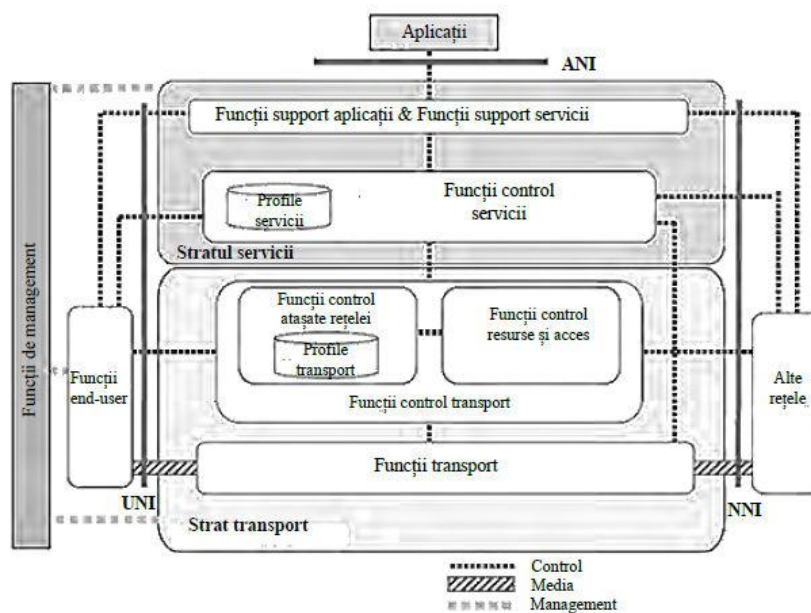 Aplicații
ANI
Funcții support aplicații & Funcții support servicii
Profile
servicii
Funcții control
servicii
Stratul servicii
Funcții de management
Funcții control
atașate rețelei
Profile
transport
Funcții control
resurse și acces
Funcții control transport
Funcții
end-user
Alte
rețele
Funcții transport
UNI
NNI
Strat transport
Control
Media
Management